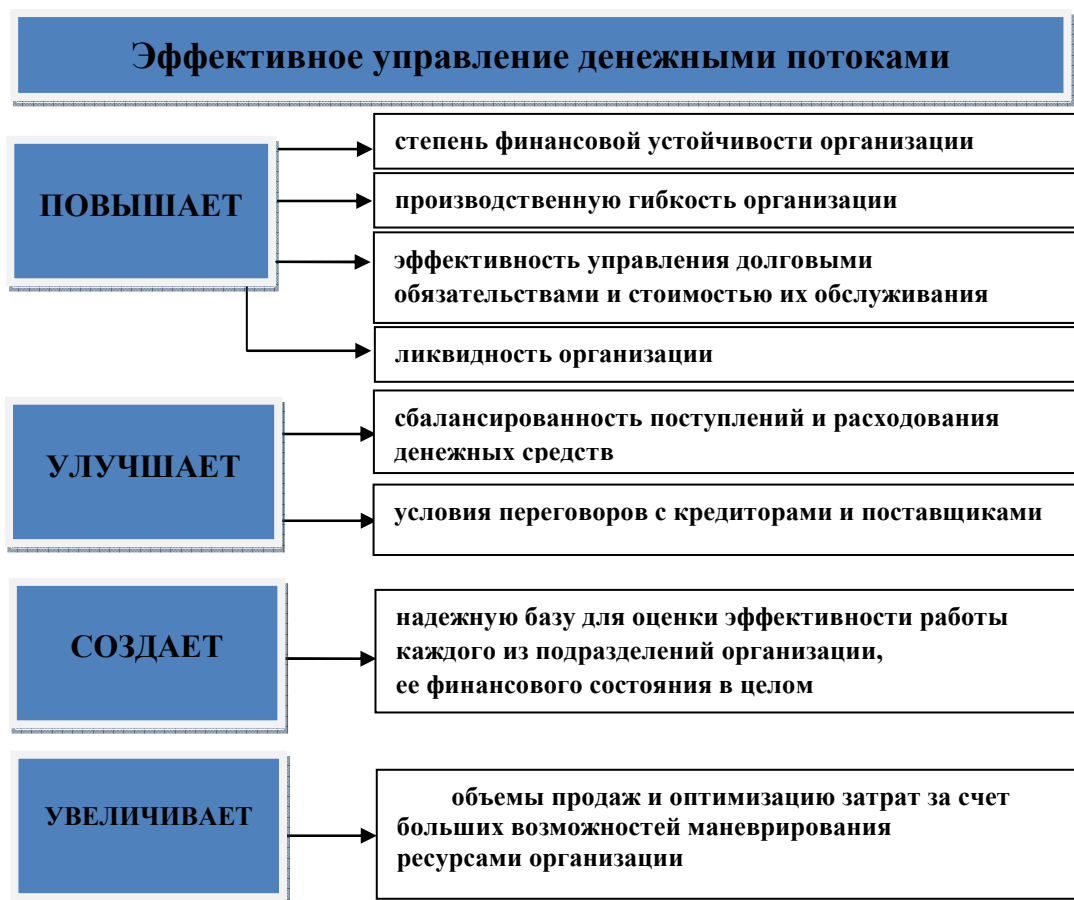 Эффективное управление денежными потоками
ПОВЫШАЕТ
степень финансовой устойчивости организации
производственную гибкость организации
эффективность управления долговыми
обязательствами и стоимостью их обслуживания
ликвидность организации
УЛУЧШАЕТ
сбалансированность поступлений и расходования
денежных средств
условия переговоров с кредиторами и поставщиками
СОЗДАЕТ
надежную базу для оценки эффективности работы
каждого из подразделений организации,
ее финансового состояния в целом
УВЕЛИЧИВАЕТ
объемы продаж и оптимизацию затрат за счет
больших возможностей маневрирования
ресурсами организации